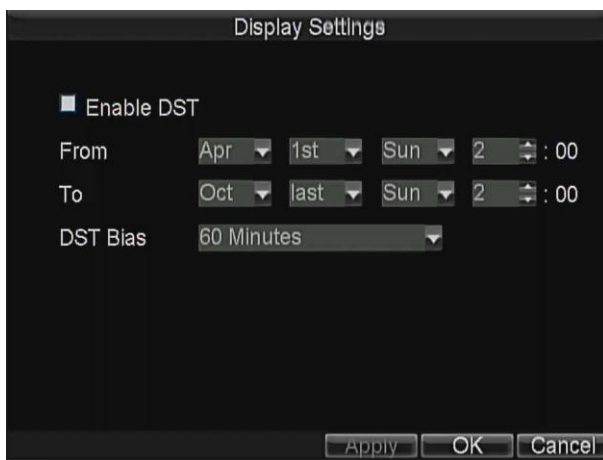 Display Settings
Enable DST
From Apr 1st Sun 2 : 00
To Oct last Sun 2 : 00
DST Bias 60 Minutes
Apply OK Cancel